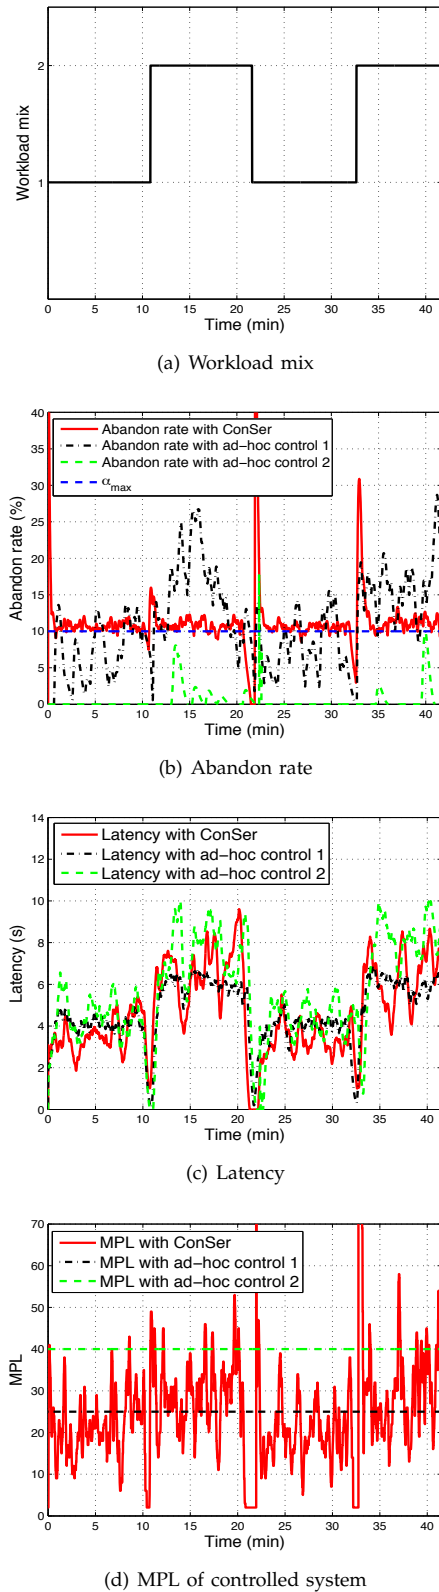 2
Workload mix
1
0 5 10 15 20 25 30 35 40
Time (min)
(a) Workload mix
40
35
30
25
20
15
10
5
0
Abandon rate (%)
Abandon rate with ConSer
Abandon rate with ad-hoc control 1
Abandon rate with ad-hoc control 2
α_max
0 5 10 15 20 25 30 35 40
Time (min)
(b) Abandon rate
14
12
10
8
6
4
2
0
Latency (s)
Latency with ConSer
Latency with ad-hoc control 1
Latency with ad-hoc control 2
0 5 10 15 20 25 30 35 40
Time (min)
(c) Latency
70
60
50
40
30
20
10
0
MPL
MPL with ConSer
MPL with ad-hoc control 1
MPL with ad-hoc control 2
0 5 10 15 20 25 30 35 40
Time (min)
(d) MPL of controlled system